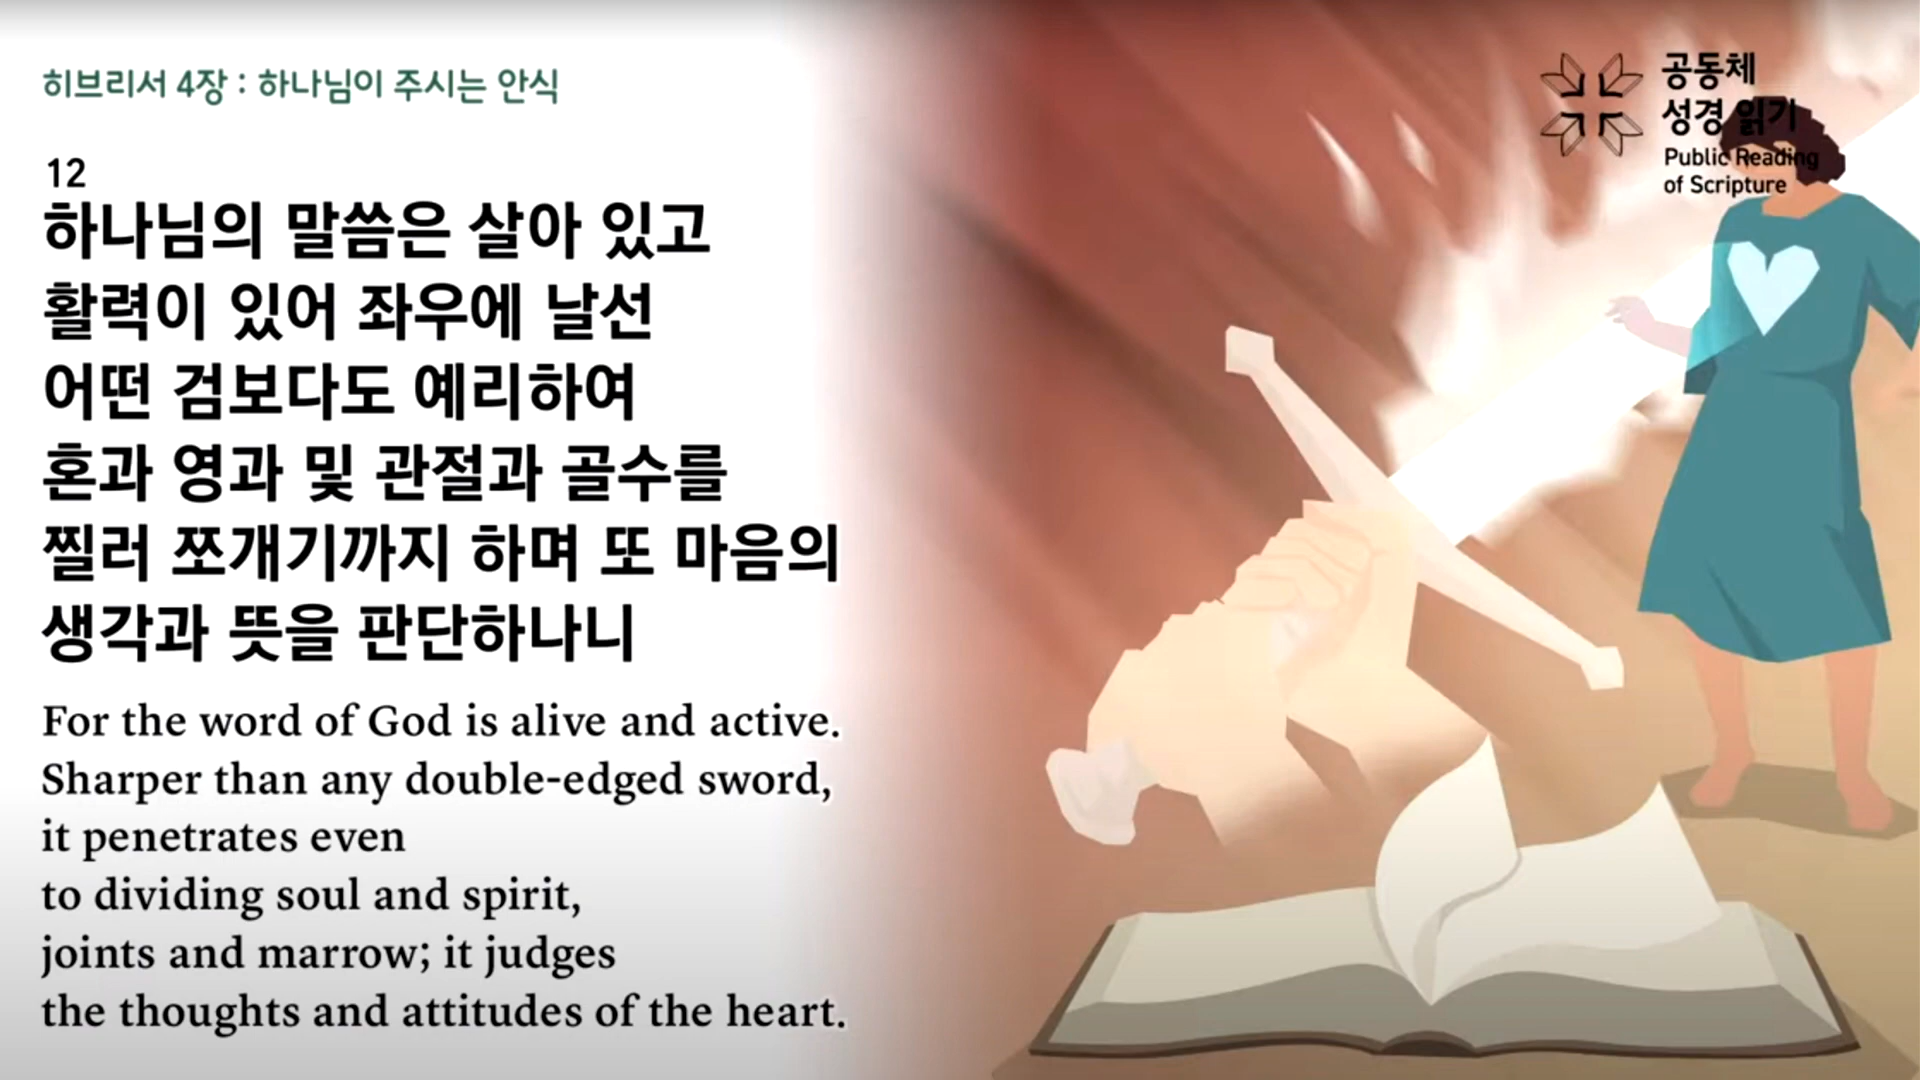 히브리서 4장 : 하나님이 주시는 안식
공동체
성경 읽기
Public Reading
of Scripture
12
하나님의 말씀은 살아 있고
활력이 있어 좌우에 날선
어떤 검보다도 예리하여
혼과 영과 및 관절과 골수를
찔러 쪼개기까지 하며 또 마음의
생각과 뜻을 판단하나니
For the word of God is alive and active.
Sharper than any double-edged sword,
it penetrates even
to dividing soul and spirit,
joints and marrow; it judges
the thoughts and attitudes of the heart.